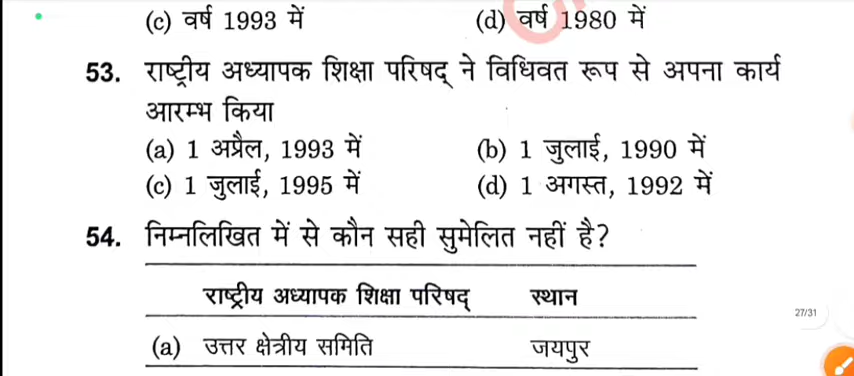 (c) वर्ष 1993 में (d) वर्ष 1980 में
53. राष्ट्रीय अध्यापक शिक्षा परिषद् ने विधिवत रूप से अपना कार्य
आरम्भ किया
(a) 1 अप्रैल, 1993 में (b) 1 जुलाई, 1990 में
(c) 1 जुलाई, 1995 में (d) 1 अगस्त, 1992 में
54. निम्नलिखित में से कौन सही सुमेलित नहीं है?
राष्ट्रीय अध्यापक शिक्षा परिषद् स्थान
27/31
(a) उत्तर क्षेत्रीय समिति जयपुर